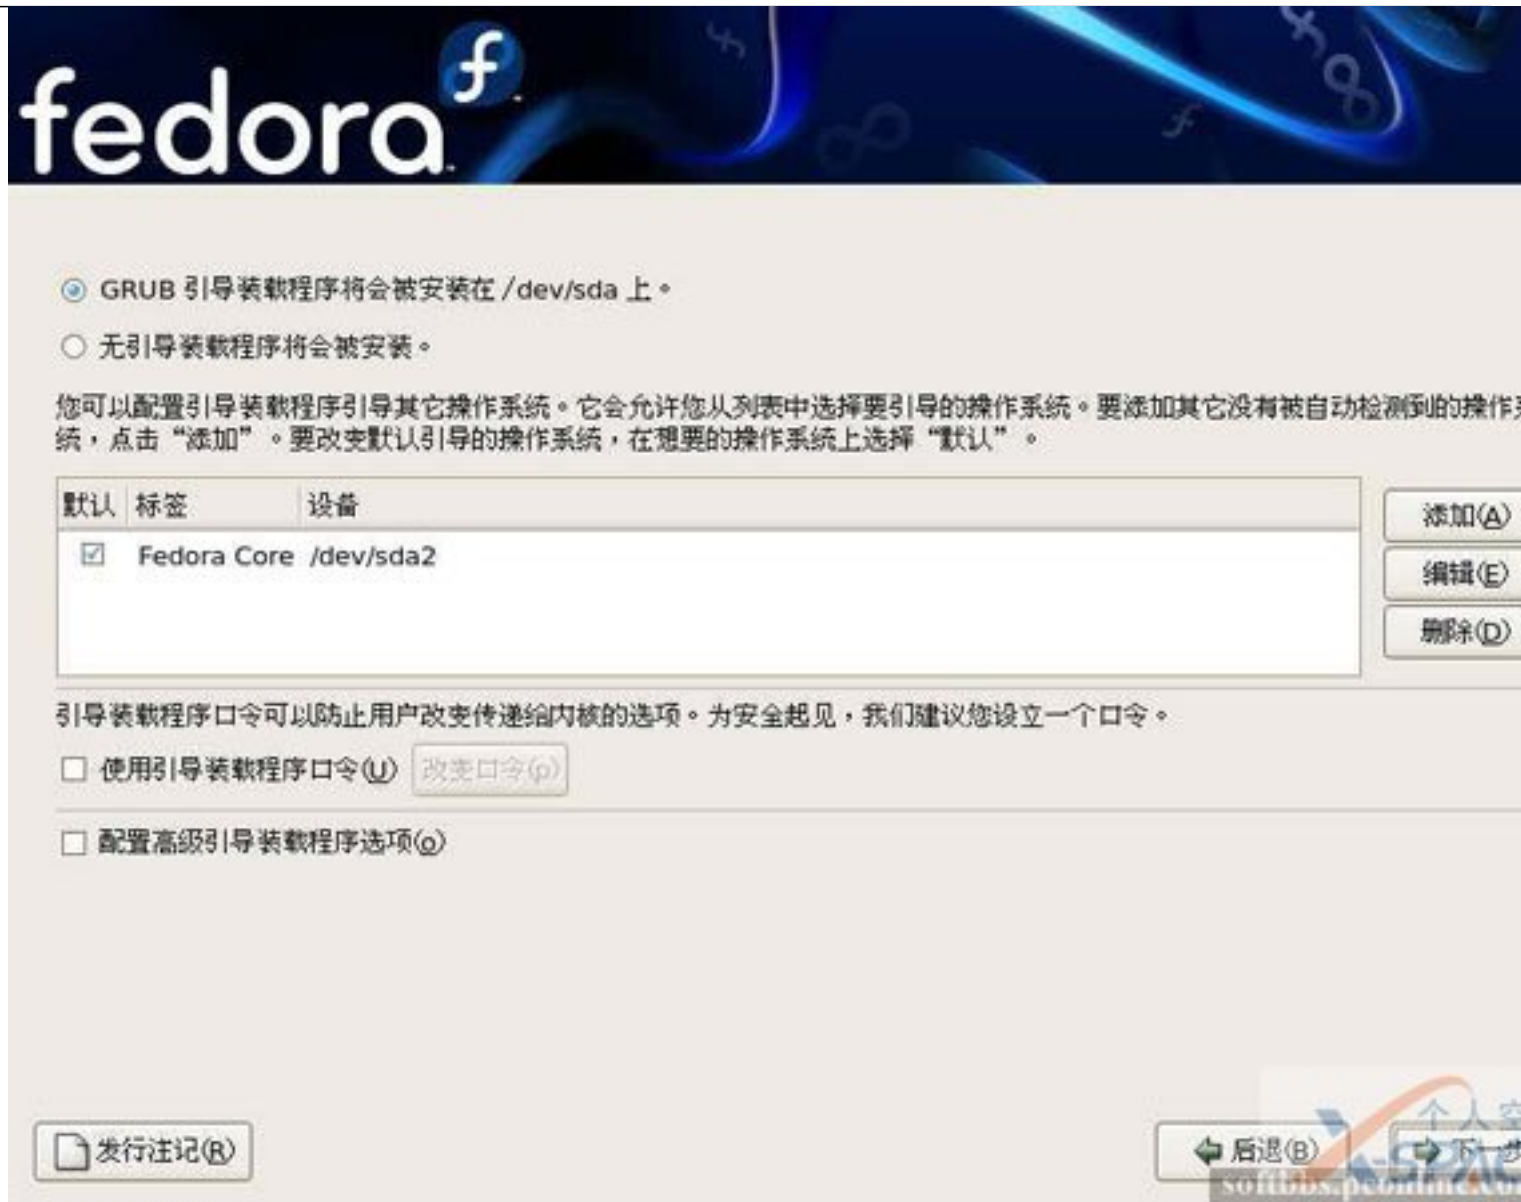 fedora
GRUB 引导装载程序将会被安装在 /dev/sda 上。
无引导装载程序将会被安装。
您可以配置引导装载程序引导其它操作系统。它会允许您从列表中选择要引导的操作系统。要添加其它没有被自动检测到的操作系
统，点击“添加”。要改变默认引导的操作系统，在想要的操作系统上选择“默认”。
默认 标签 设备
Fedora Core /dev/sda2
添加(A)
编辑(E)
删除(D)
引导装载程序口令可以防止用户改变传递给内核的选项。为安全起见，我们建议您设立一个口令。
使用引导装载程序口令(U) 改变口令(p)
配置高级引导装载程序选项(o)
发行注记(R)
后退(B)
下一步
个人空